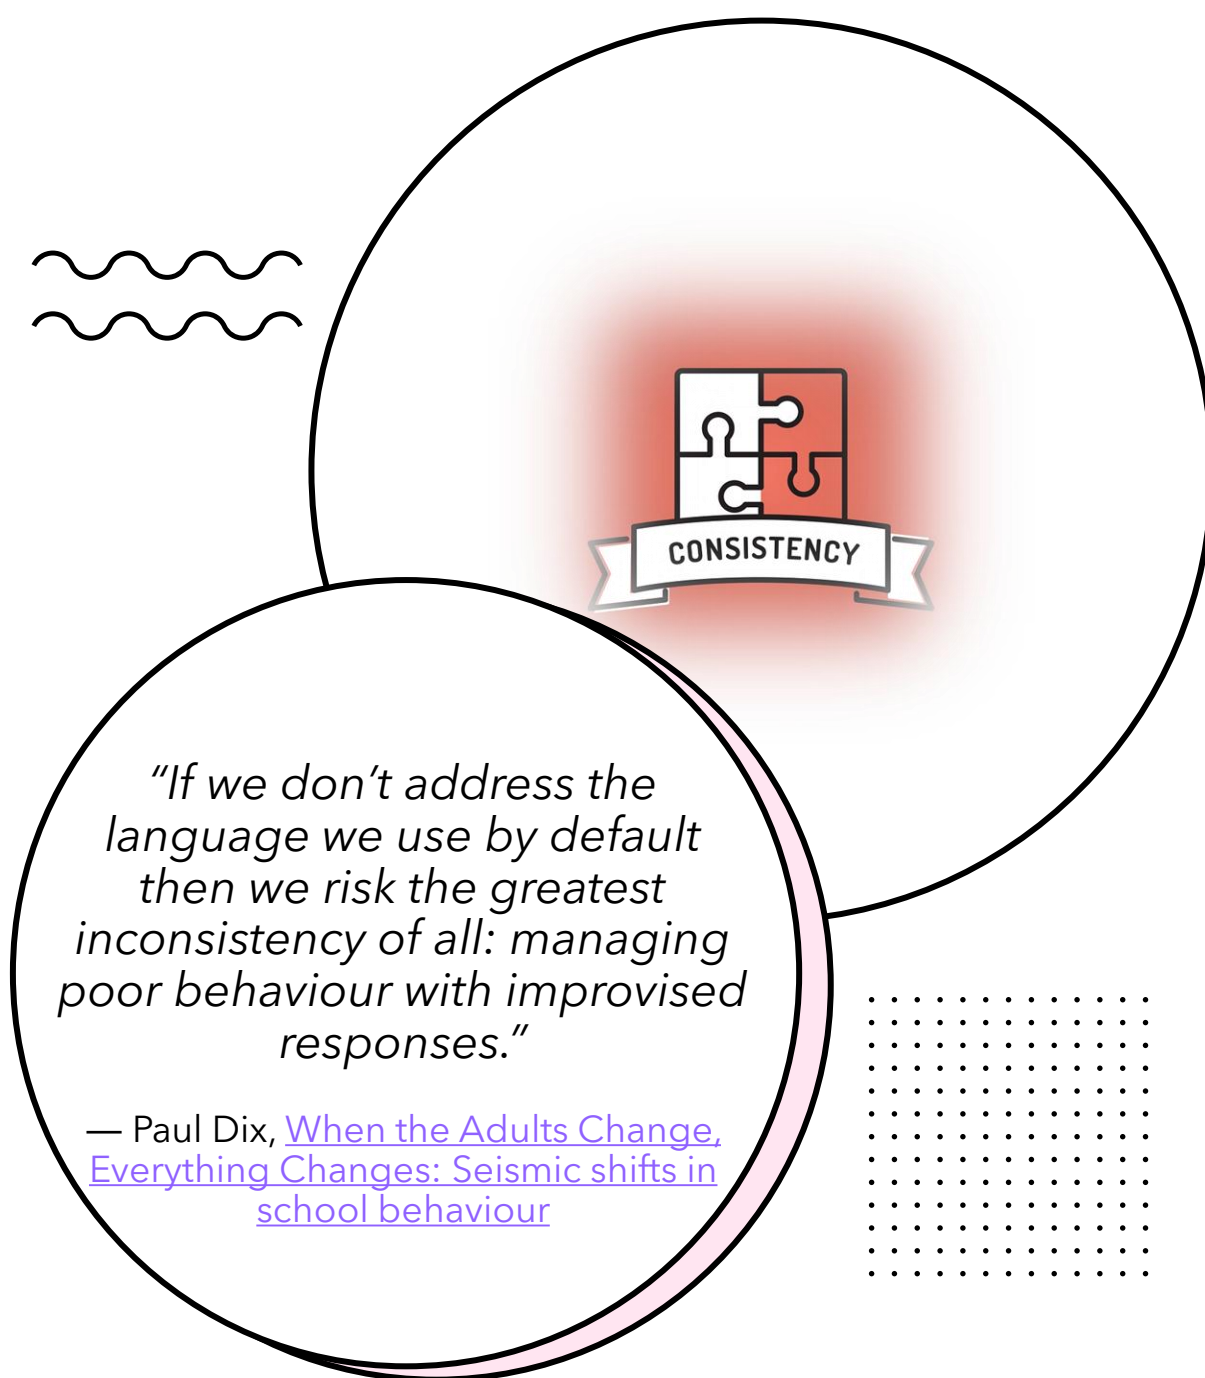 CONSISTENCY
“If we don’t address the
language we use by default
then we risk the greatest
inconsistency of all: managing
poor behaviour with improvised
responses.”
— Paul Dix, When the Adults Change,
Everything Changes: Seismic shifts in
school behaviour